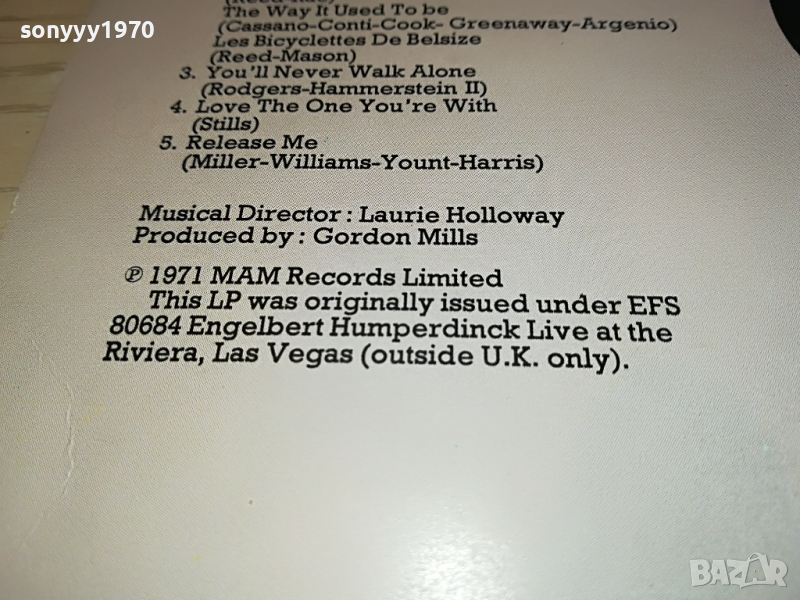 sonyyy1970
The Way It Used To be
(Cassano-Conti-Cook- Greenaway-Argenio)
Les Bicyclettes De Belsize
(Reed-Mason)
3. You'll Never Walk Alone
(Rodgers-Hammerstein II)
4. Love The One You're With
(Stills)
5. Release Me
(Miller-Williams-Yount-Harris)
Musical Director : Laurie Holloway
Produced by : Gordon Mills
℗ 1971 MAM Records Limited
This LP was originally issued under EFS
80684 Engelbert Humperdinck Live at the
Riviera, Las Vegas (outside U.K. only).
BAZAR